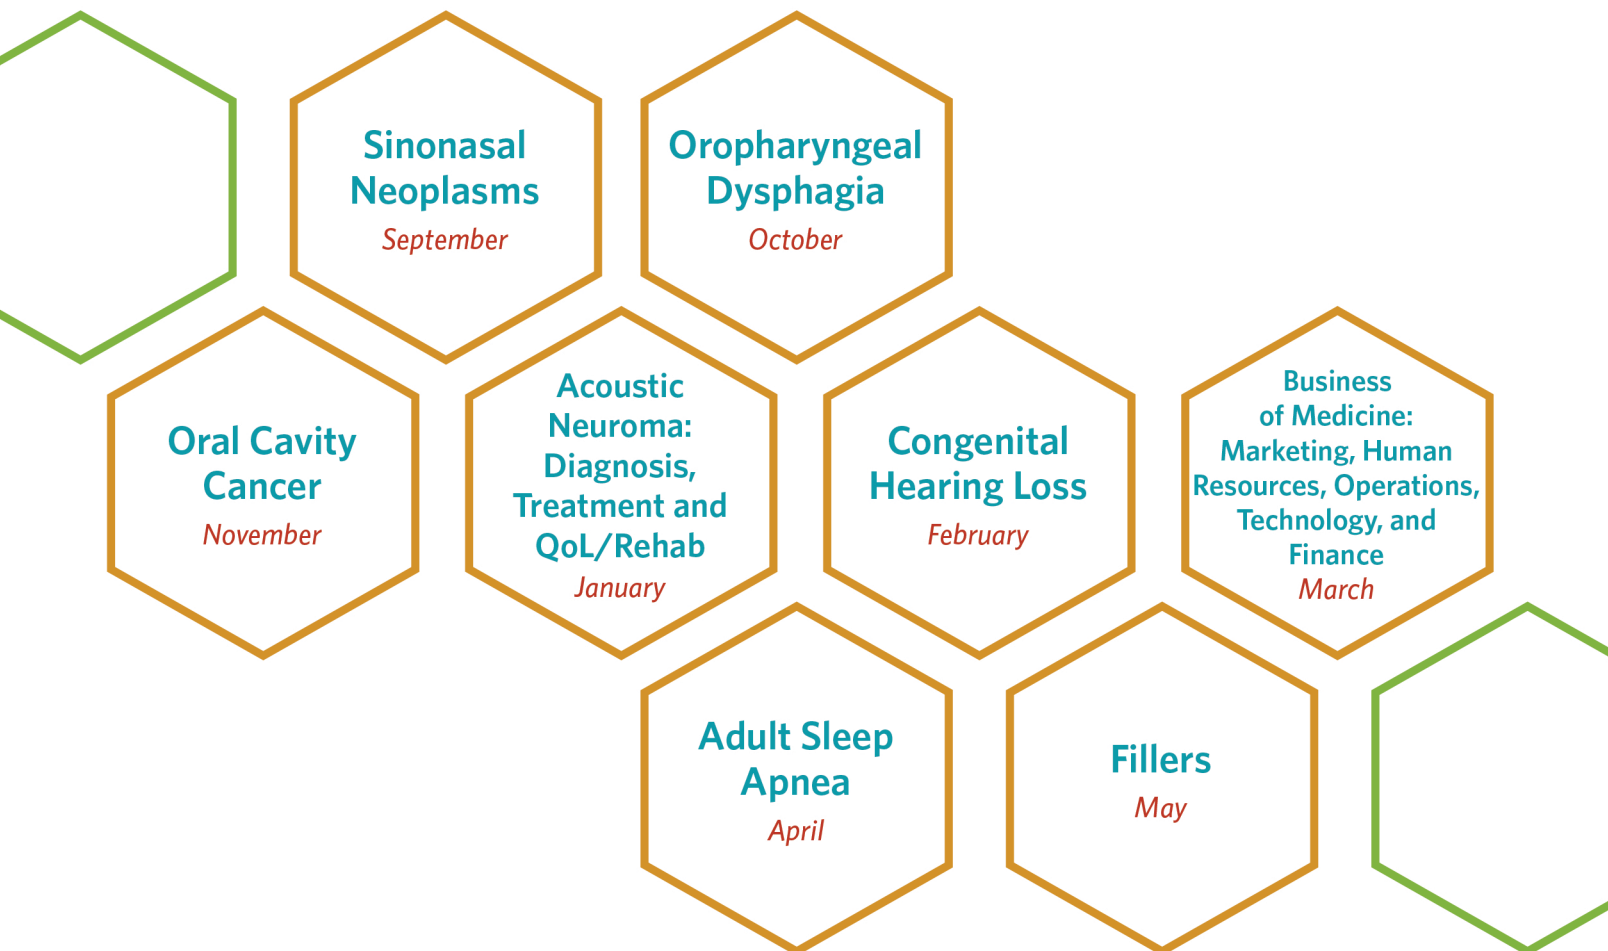 Sinonasal
Neoplasms
September
Oropharyngeal
Dysphagia
October
Oral Cavity
Cancer
November
Acoustic
Neuroma:
Diagnosis,
Treatment and
QoL/Rehab
January
Congenital
Hearing Loss
February
Business
of Medicine:
Marketing, Human
Resources, Operations,
Technology, and
Finance
March
Adult Sleep
Apnea
April
Fillers
May